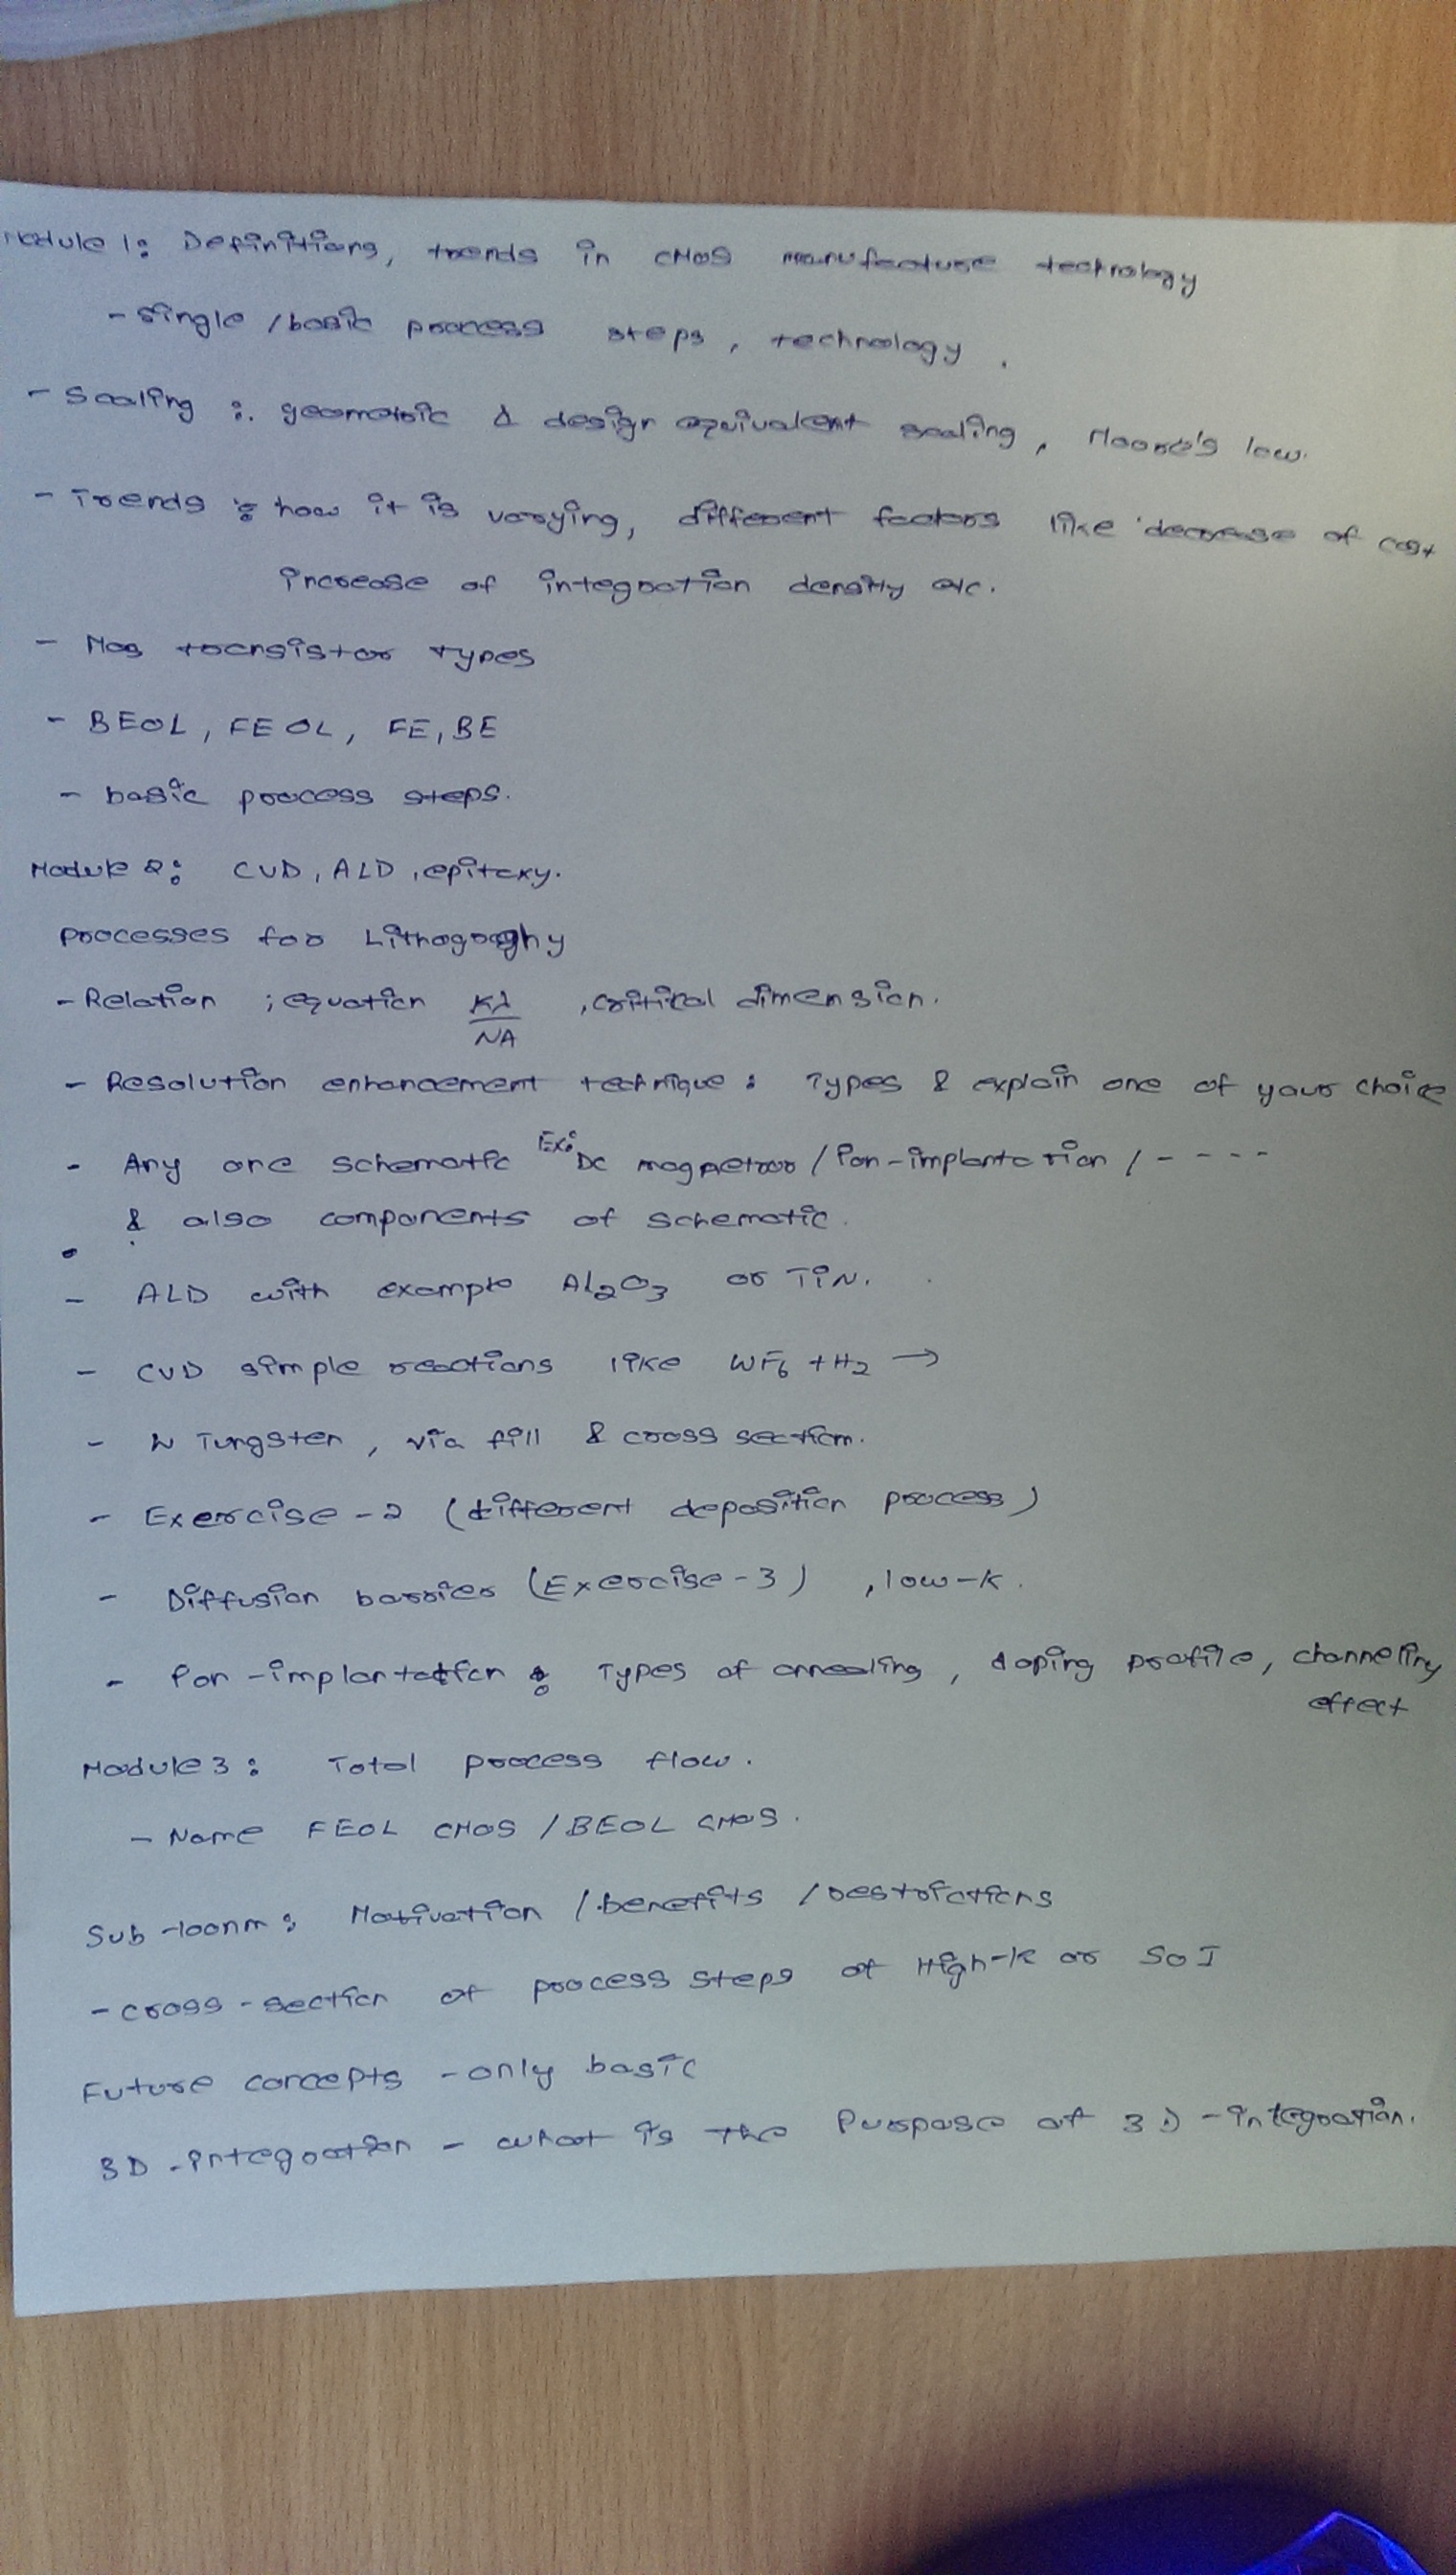 Module 1: Definitions, trends in CMOS manufacture technology
- Single / basic process steps, technology.
- Scaling :. geometric & design equivalent scaling, Moore's law.
- Trends : how it is varying, different factors like decrease of cost
increase of integration density etc.
- Mos transistor types
- BEOL, FEOL, FE, BE
- basic process steps.
Module 2: CVD, ALD, epitaxy.
Processes for Lithography
- Relation ; equation Kλ/NA, critical dimension.
- Resolution enhancement technique : Types & explain one of your choice
- Any one schematic Ex: DC magnetron / ion-implantation / - - - -
& also components of schematic.
- ALD with example Al2O3 or TiN.
- CVD simple reactions like WF6 + H2 →
- W Tungsten, via fill & cross section.
- Exercise - 2 (different deposition process)
- Diffusion barrier (Exercise - 3), low-k.
- ion-implantation : Types of annealing, doping profile, channeling
effect
Module 3 : Total process flow.
- Name FEOL CMOS / BEOL CMOS.
Sub-100nm : Motivation / benefits / restrictions
- cross-section of process steps of High-k or SOI
Future concepts - only basic
3D-integration - what is the Purpose of 3D-integration.